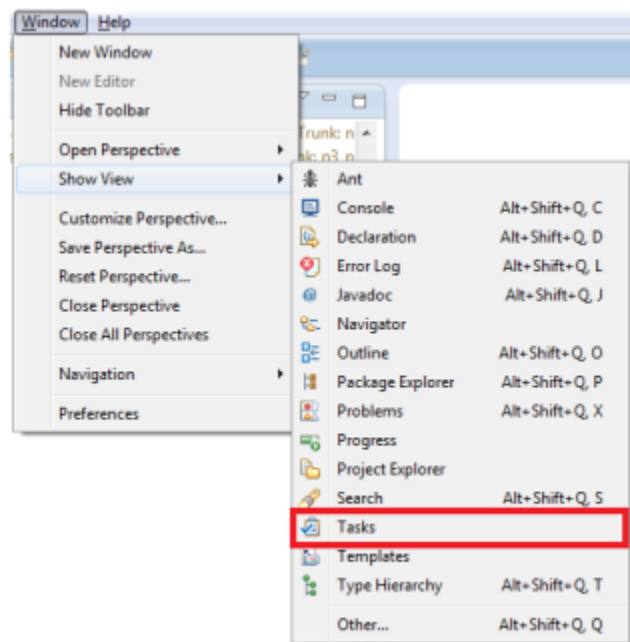 Window Help
New Window
New Editor
Hide Toolbar
Trunk: n
Open Perspective
n3 p
Show View
Ant
Console Alt+Shift+Q, C
Customize Perspective...
Declaration Alt+Shift+Q, D
Save Perspective As...
Error Log Alt+Shift+Q, L
Reset Perspective...
Javadoc Alt+Shift+Q, J
Close Perspective
Navigator
Close All Perspectives
Outline Alt+Shift+Q, O
Navigation
Package Explorer Alt+Shift+Q, P
Preferences
Problems Alt+Shift+Q, X
Progress
Project Explorer
Search Alt+Shift+Q, S
Tasks
Templates
Type Hierarchy Alt+Shift+Q, T
Other... Alt+Shift+Q, Q